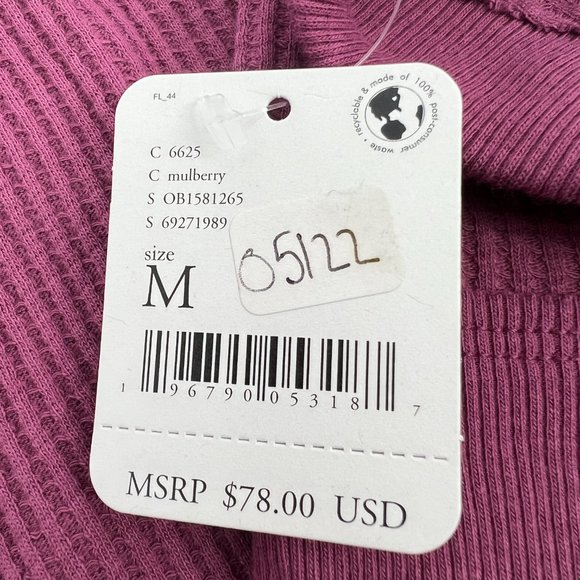 FL_44
recyclable & made of 100% post-consumer waste •
C 6625
C mulberry
S OB1581265
S 69271989
size
M
05122
1 96790 05318 7
MSRP $78.00 USD